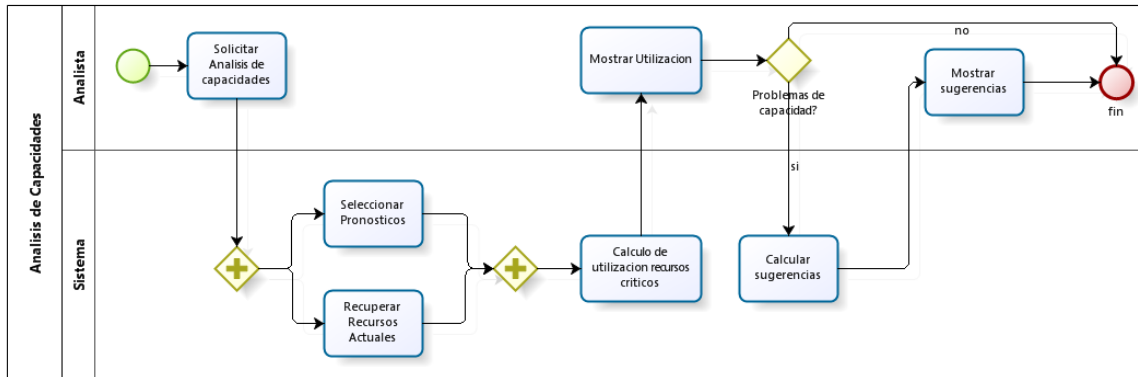 Analisis de Capacidades
Analista
Sistema
Solicitar
Analisis de
capacidades
Seleccionar
Pronosticos
Recuperar
Recursos
Actuales
Calculo de
utilizacion recursos
criticos
Mostrar Utilizacion
Problemas de
capacidad?
no
si
Calcular
sugerencias
Mostrar
sugerencias
fin